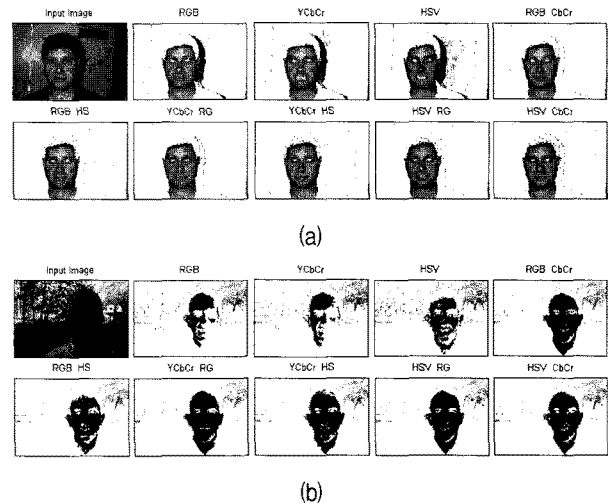 Input Image RGB YCbCr HSV RGB CbCr
RGB HS YCbCr RG YCbCr HS HSV RG HSV CbCr
(a)
Input Image RGB YCbCr HSV RGB CbCr
RGB HS YCbCr RG YCbCr HS HSV RG HSV CbCr
(b)